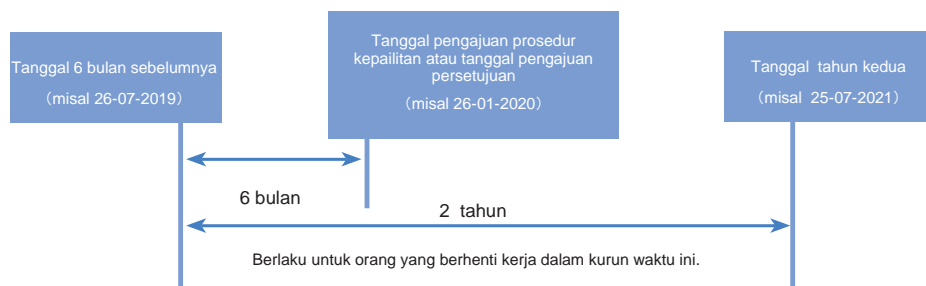 Tanggal 6 bulan sebelumnya
（misal 26-07-2019）
Tanggal pengajuan prosedur
kepailitan atau tanggal pengajuan
persetujuan
（misal 26-01-2020）
Tanggal  tahun kedua
（misal  25-07-2021）
6 bulan
2  tahun
Berlaku untuk orang yang berhenti kerja dalam kurun waktu ini.